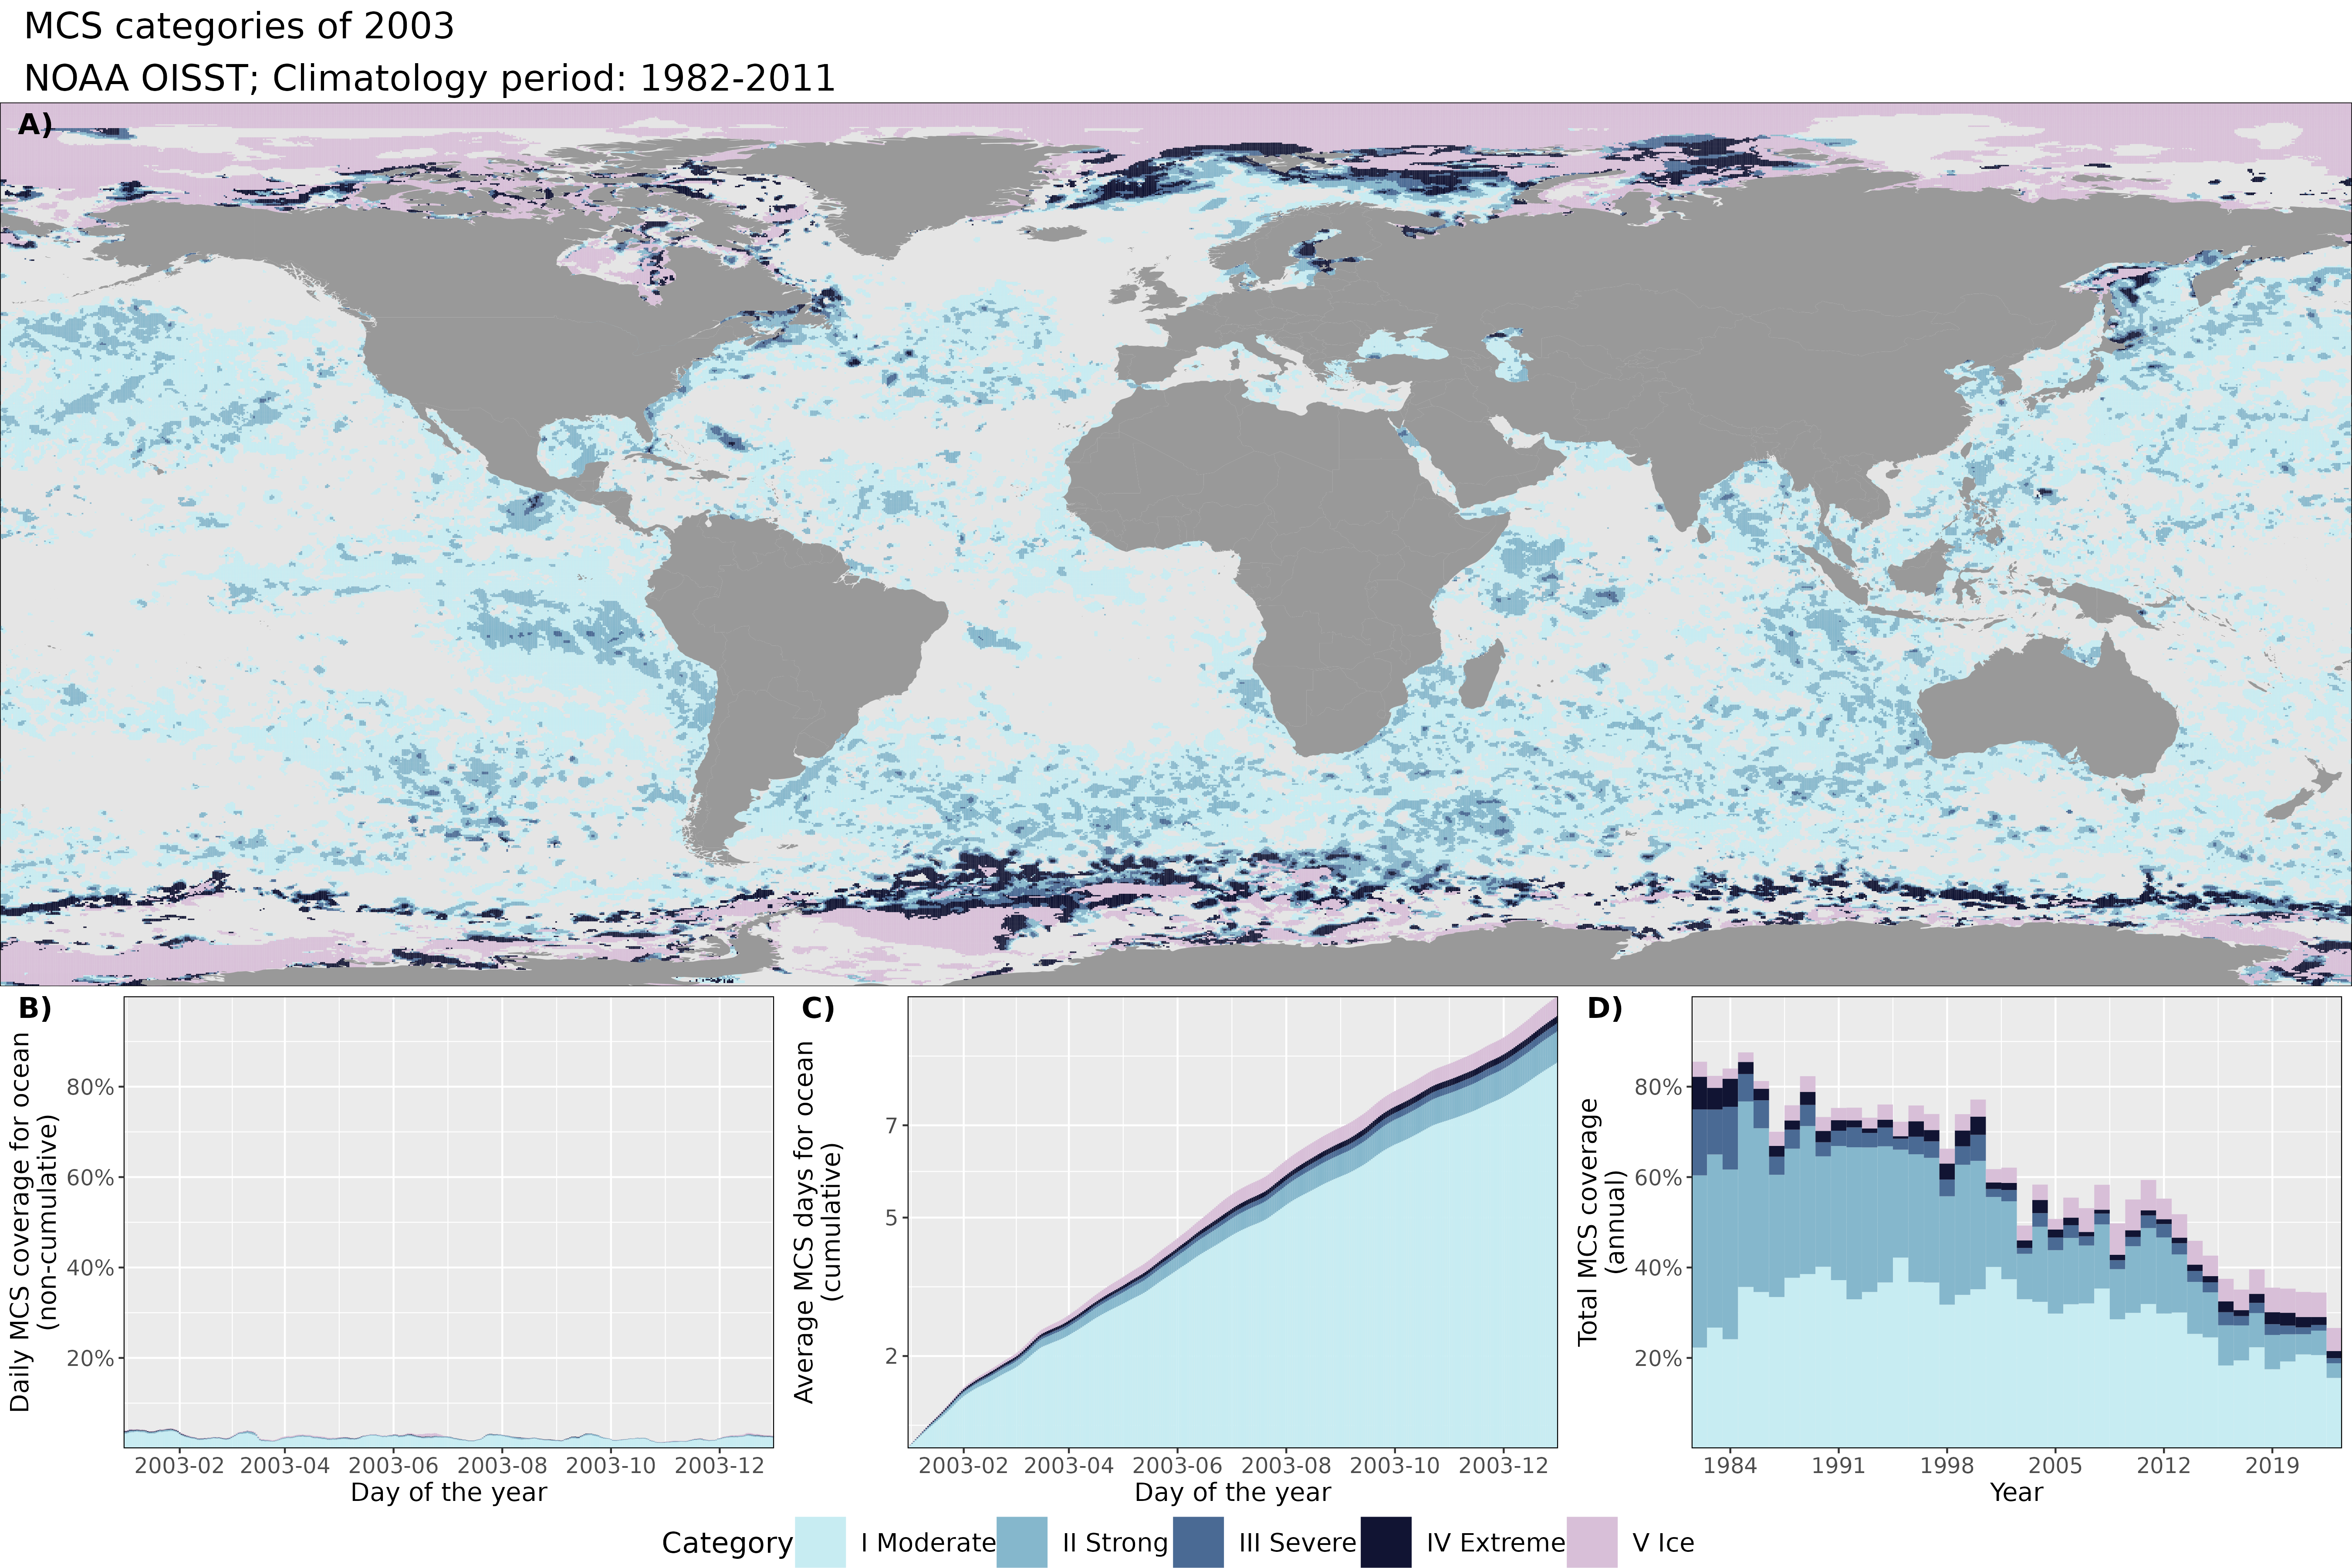 MCS categories of 2003
NOAA OISST; Climatology period: 1982-2011
A)
B)
Daily MCS coverage for ocean
(non-cumulative)
80%
60%
40%
20%
2003-02 2003-04 2003-06 2003-08 2003-10 2003-12
Day of the year
C)
Average MCS days for ocean
(cumulative)
7
5
2
2003-02 2003-04 2003-06 2003-08 2003-10 2003-12
Day of the year
D)
Total MCS coverage
(annual)
80%
60%
40%
20%
1984 1991 1998 2005 2012 2019
Year
Category I Moderate II Strong III Severe IV Extreme V Ice